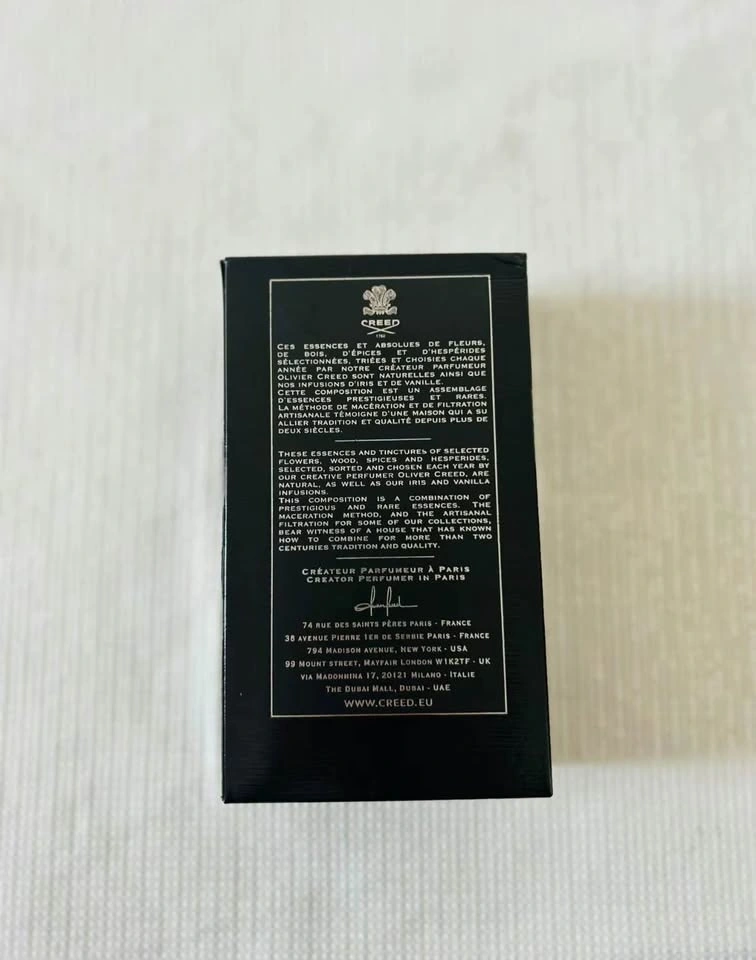 CREED
1760
CES ESSENCES ET ABSOLUES DE FLEURS,
DE BOIS, D'ÉPICES ET D'HESPÉRIDES
SÉLECTIONNÉES, TRIÉES ET CHOISIES CHAQUE
ANNÉE PAR NOTRE CRÉATEUR PARFUMEUR
OLIVIER CREED SONT NATURELLES AINSI QUE
NOS INFUSIONS D'IRIS ET DE VANILLE.
CETTE COMPOSITION EST UN ASSEMBLAGE
D'ESSENCES PRESTIGIEUSES ET RARES.
LA MÉTHODE DE MACÉRATION ET DE FILTRATION
ARTISANALE TÉMOIGNE D'UNE MAISON QUI A SU
ALLIER TRADITION ET QUALITÉ DEPUIS PLUS DE
DEUX SIÈCLES.
THESE ESSENCES AND TINCTURES OF SELECTED
FLOWERS, WOOD, SPICES AND HESPERIDES,
SELECTED, SORTED AND CHOSEN EACH YEAR BY
OUR CREATIVE PERFUMER OLIVER CREED, ARE
NATURAL, AS WELL AS OUR IRIS AND VANILLA
INFUSIONS.
THIS COMPOSITION IS A COMBINATION OF
PRESTIGIOUS AND RARE ESSENCES. THE
MACERATION METHOD, AND THE ARTISANAL
FILTRATION FOR SOME OF OUR COLLECTIONS,
BEAR WITNESS OF A HOUSE THAT HAS KNOWN
HOW TO COMBINE FOR MORE THAN TWO
CENTURIES TRADITION AND QUALITY.
CRÉATEUR PARFUMEUR À PARIS
CREATOR PERFUMER IN PARIS
74 RUE DES SAINTS PÈRES PARIS - FRANCE
38 AVENUE PIERRE 1ER DE SERBIE PARIS - FRANCE
794 MADISON AVENUE, NEW YORK - USA
99 MOUNT STREET, MAYFAIR LONDON W1K2TF - UK
VIA MADONNINA 17, 20121 MILANO - ITALIE
THE DUBAI MALL, DUBAI - UAE
WWW.CREED.EU